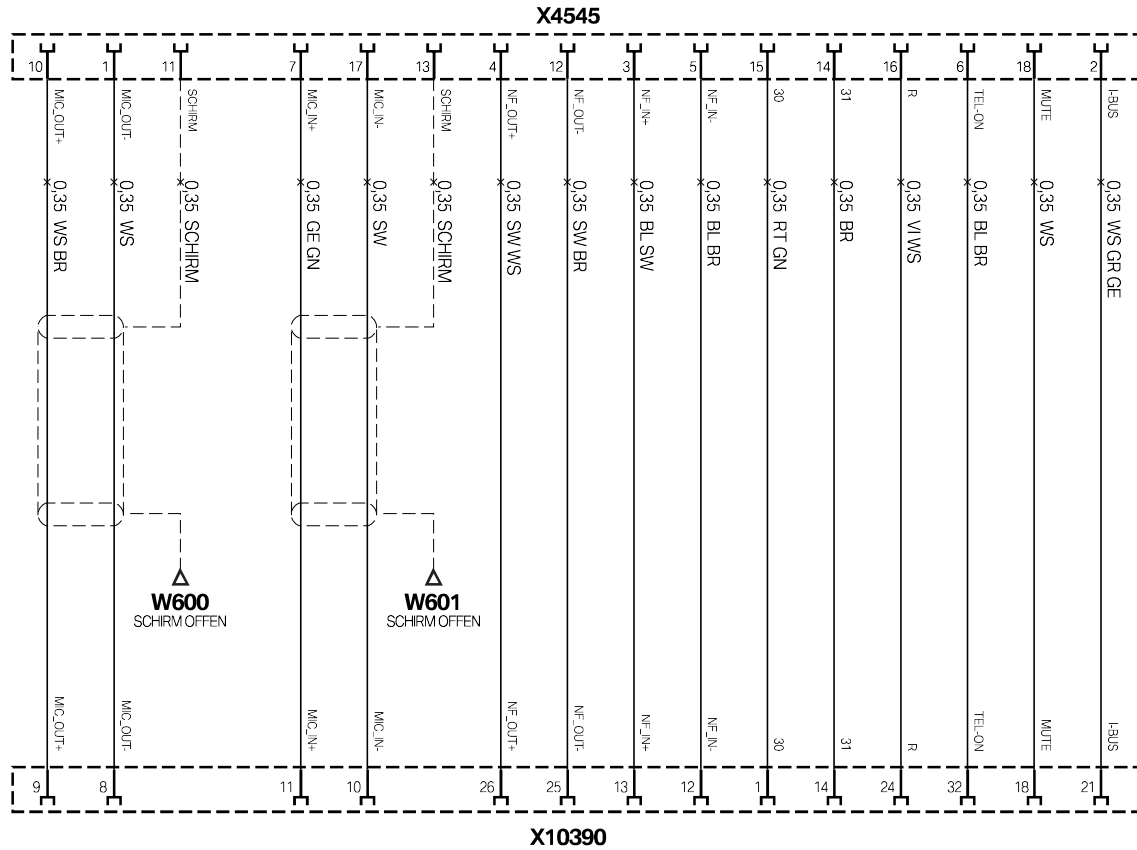 X4545
10 1 11 7 17 13 4 12 3 5 15 14 16 6 18 2
MIC_OUT+
MIC_OUT-
SCHIRM
MIC_IN+
MIC_IN-
SCHIRM
NF_OUT+
NF_OUT-
NF_IN+
NF_IN-
30
31
R
TEL-ON
MUTE
I-BUS
0,35 WS BR
0,35 WS
0,35 SCHIRM
0,35 GE GN
0,35 SW
0,35 SCHIRM
0,35 SW WS
0,35 SW BR
0,35 BL SW
0,35 BL BR
0,35 RT GN
0,35 BR
0,35 VI WS
0,35 BL BR
0,35 WS
0,35 WS GR GE
W600
SCHIRM OFFEN
W601
SCHIRM OFFEN
MIC_OUT+
MIC_OUT-
MIC_IN+
MIC_IN-
NF_OUT+
NF_OUT-
NF_IN+
NF_IN-
30
31
R
TEL-ON
MUTE
I-BUS
9 8 11 10 26 25 13 12 1 14 24 32 18 21
X10390